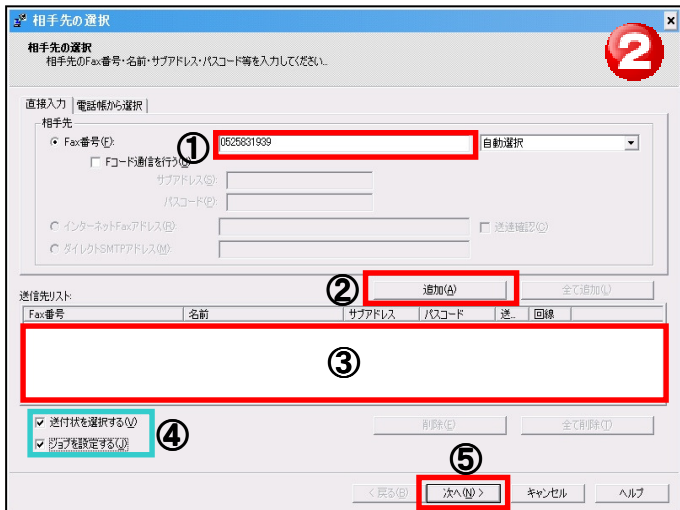 相手先の選択
相手先の選択
相手先のFax番号・名前・サブアドレス・パスコード等を入力してください。
2
直接入力 電話帳から選択
相手先
Fax番号(F): ① 0525831939 自動選択
Fコード通信を行う
サブアドレス(S):
パスコード(P):
インターネットFaxアドレス(R) 送達確認(C)
ダイレクトSMTPアドレス(M):
② 追加(A) 全て追加(L)
送信先リスト:
Fax番号 名前 サブアドレス パスコード 送... 回線
③
送付状を選択する(V) ④ 削除(E) 全て削除(T)
ジョブを設定する(J)
⑤
< 戻る(B) 次へ(N) > キャンセル ヘルプ